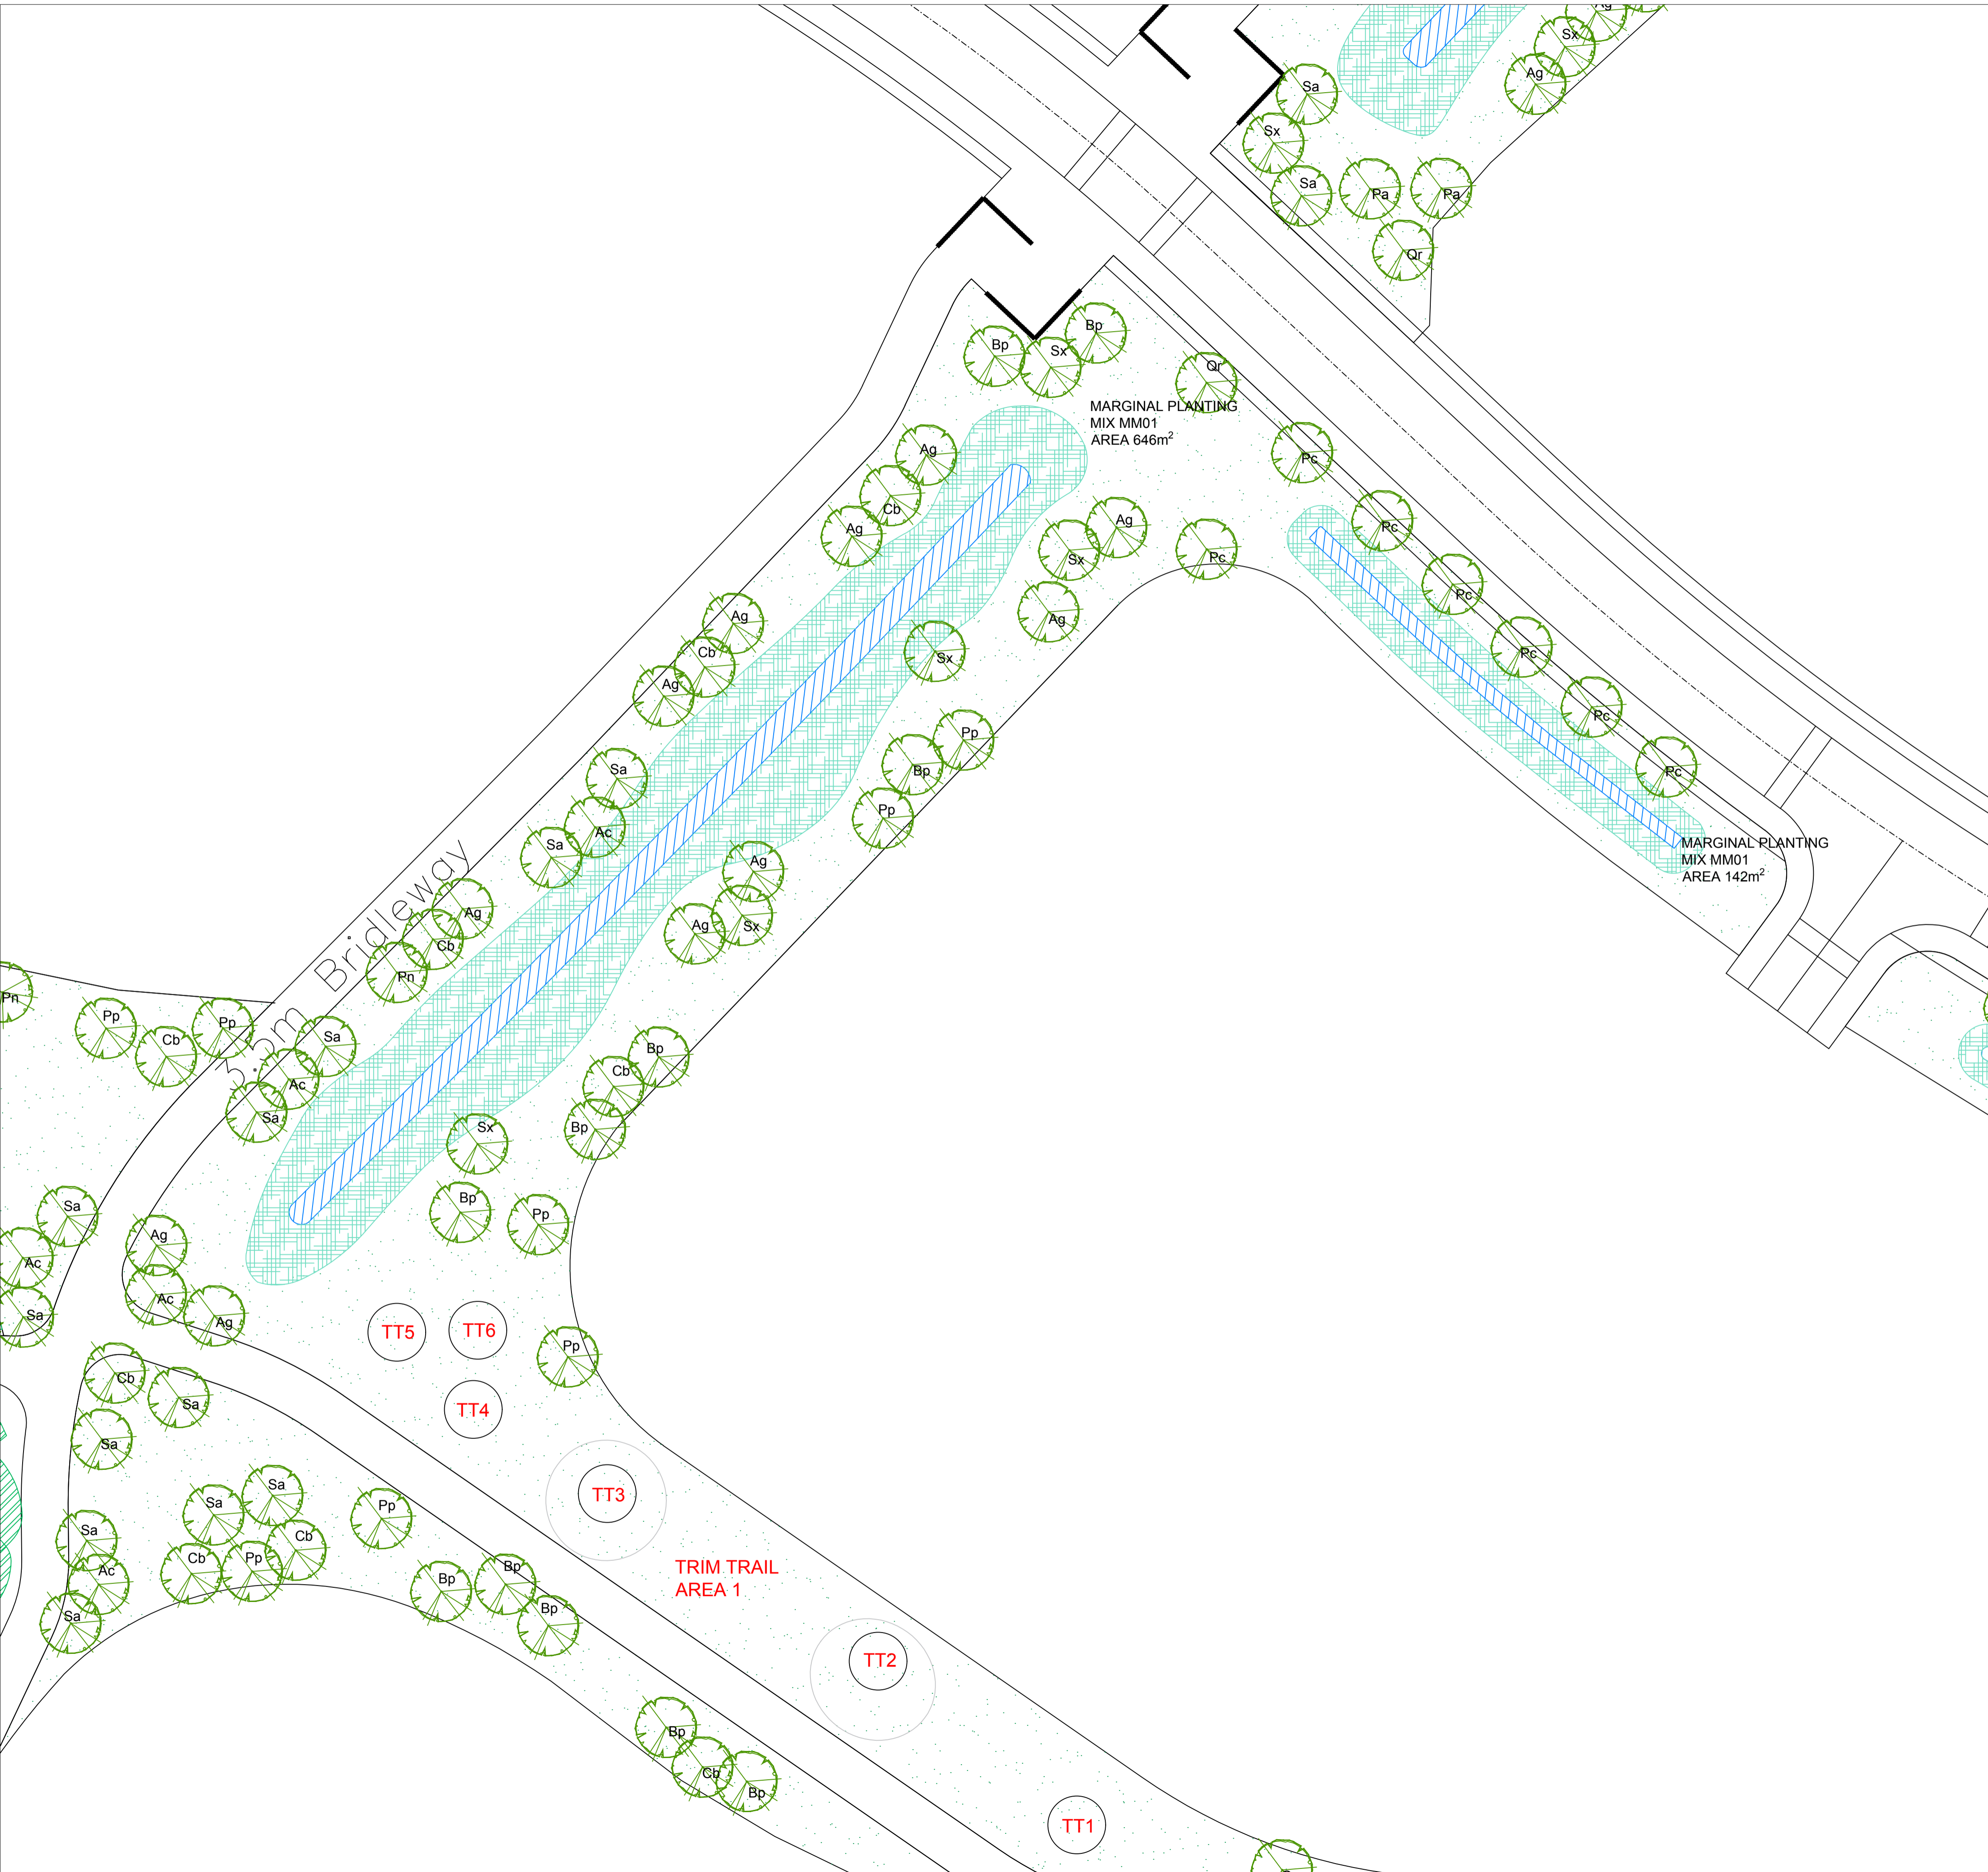 Ag
Sx
Ag
Sa
Sx
Sa
Pa
Pa
Qr
Bp
Bp
Sx
Qr
MARGINAL PLANTING
MIX MM01
AREA 646m²
Ag
Pc
Cb
Ag
Ag
Pc
Sx
Pc
Pc
Ag
Ag
Cb
Sx
Pc
Ag
Pc
Pp
Sa
Bp
Pc
Pp
Ac
Sa
MARGINAL PLANTING
MIX MM01
AREA 142m²
Ag
3.5m Bridleway
Ag
Cb
Ag
Sx
Pn
Pn
Pp
Pp
Cb
Sa
Bp
Cb
Ac
Sa
Bp
Sx
Bp
Sa
Pp
Ag
Ac
Ac
Sa
Ag
TT5
TT6
Pp
Cb
Sa
TT4
Sa
Sa
Sa
TT3
Pp
Sa
Cb
Cb
Pp
Ac
Bp
Bp
TRIM TRAIL
AREA 1
Bp
Sa
TT2
Bp
Cb
Bp
TT1